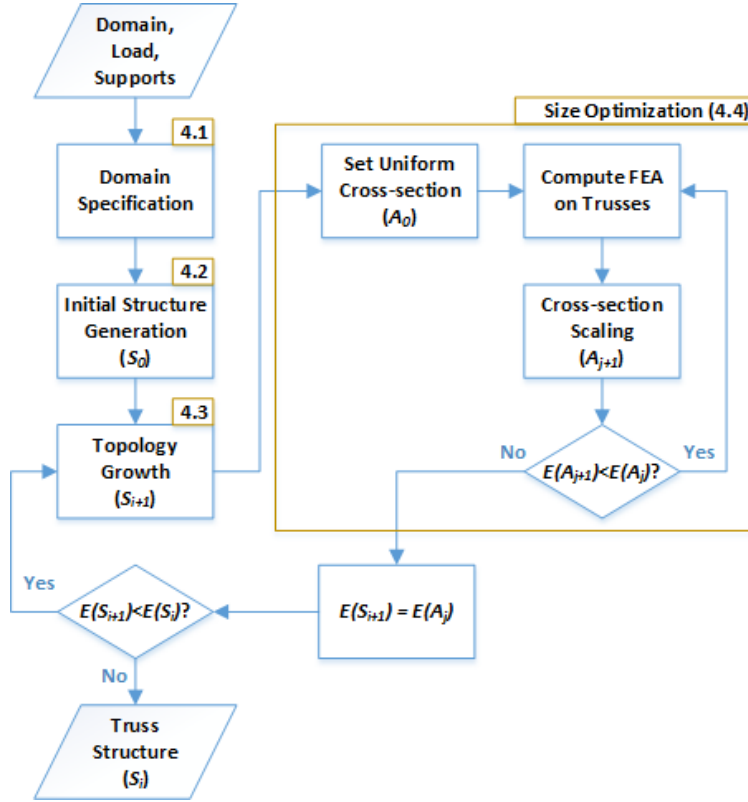 Domain,
Load,
Supports
4.1
Domain
Specification
4.2
Initial Structure
Generation
(S0)
4.3
Topology
Growth
(Si+1)
Size Optimization (4.4)
Set Uniform
Cross-section
(A0)
Compute FEA
on Trusses
Cross-section
Scaling
(Aj+1)
No
E(Aj+1)<E(Aj)?
Yes
E(Si+1) = E(Aj)
Yes
E(Si+1)<E(Si)?
No
Truss
Structure
(Si)